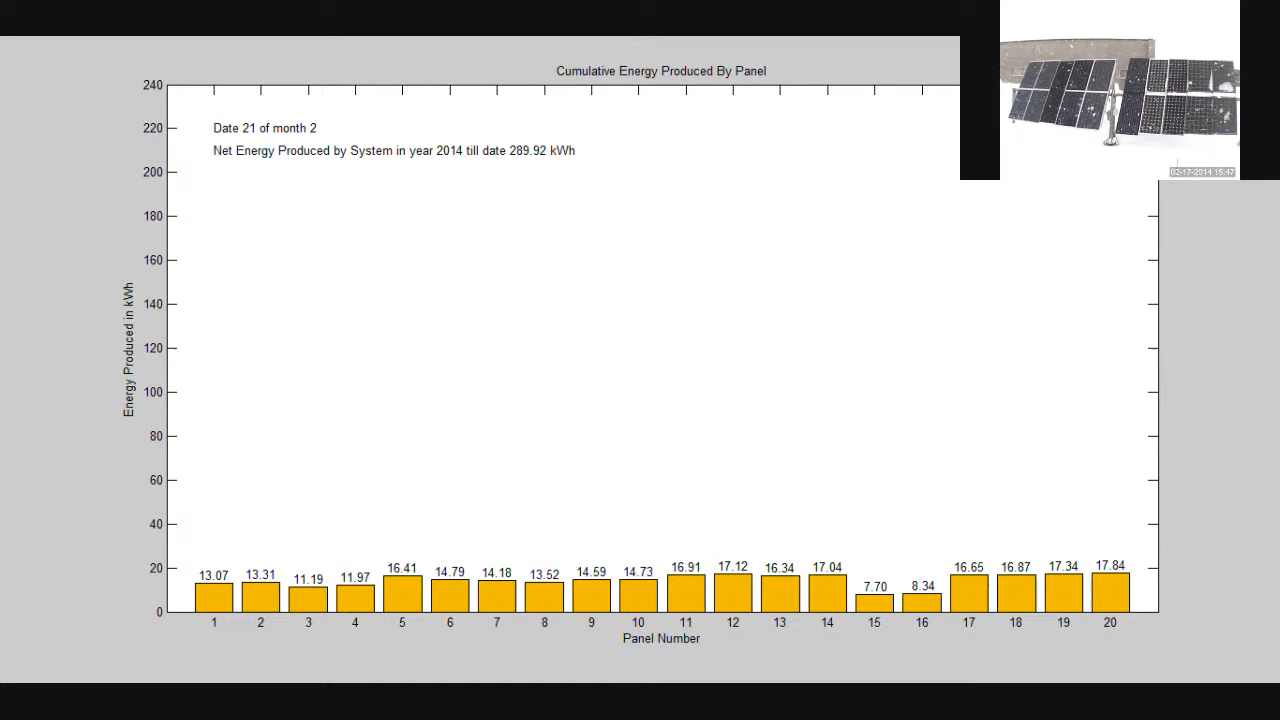 Cumulative Energy Produced By Panel
Date 21 of month 2
Net Energy Produced by System in year 2014 till date 289.92 kWh
Energy Produced in kWh
240
220
200
180
160
140
120
100
80
60
40
20
0
13.07 13.31 11.19 11.97 16.41 14.79 14.18 13.52 14.59 14.73 16.91 17.12 16.34 17.04 7.70 8.34 16.65 16.87 17.34 17.84
1 2 3 4 5 6 7 8 9 10 11 12 13 14 15 16 17 18 19 20
Panel Number
02-17-2014 15:47